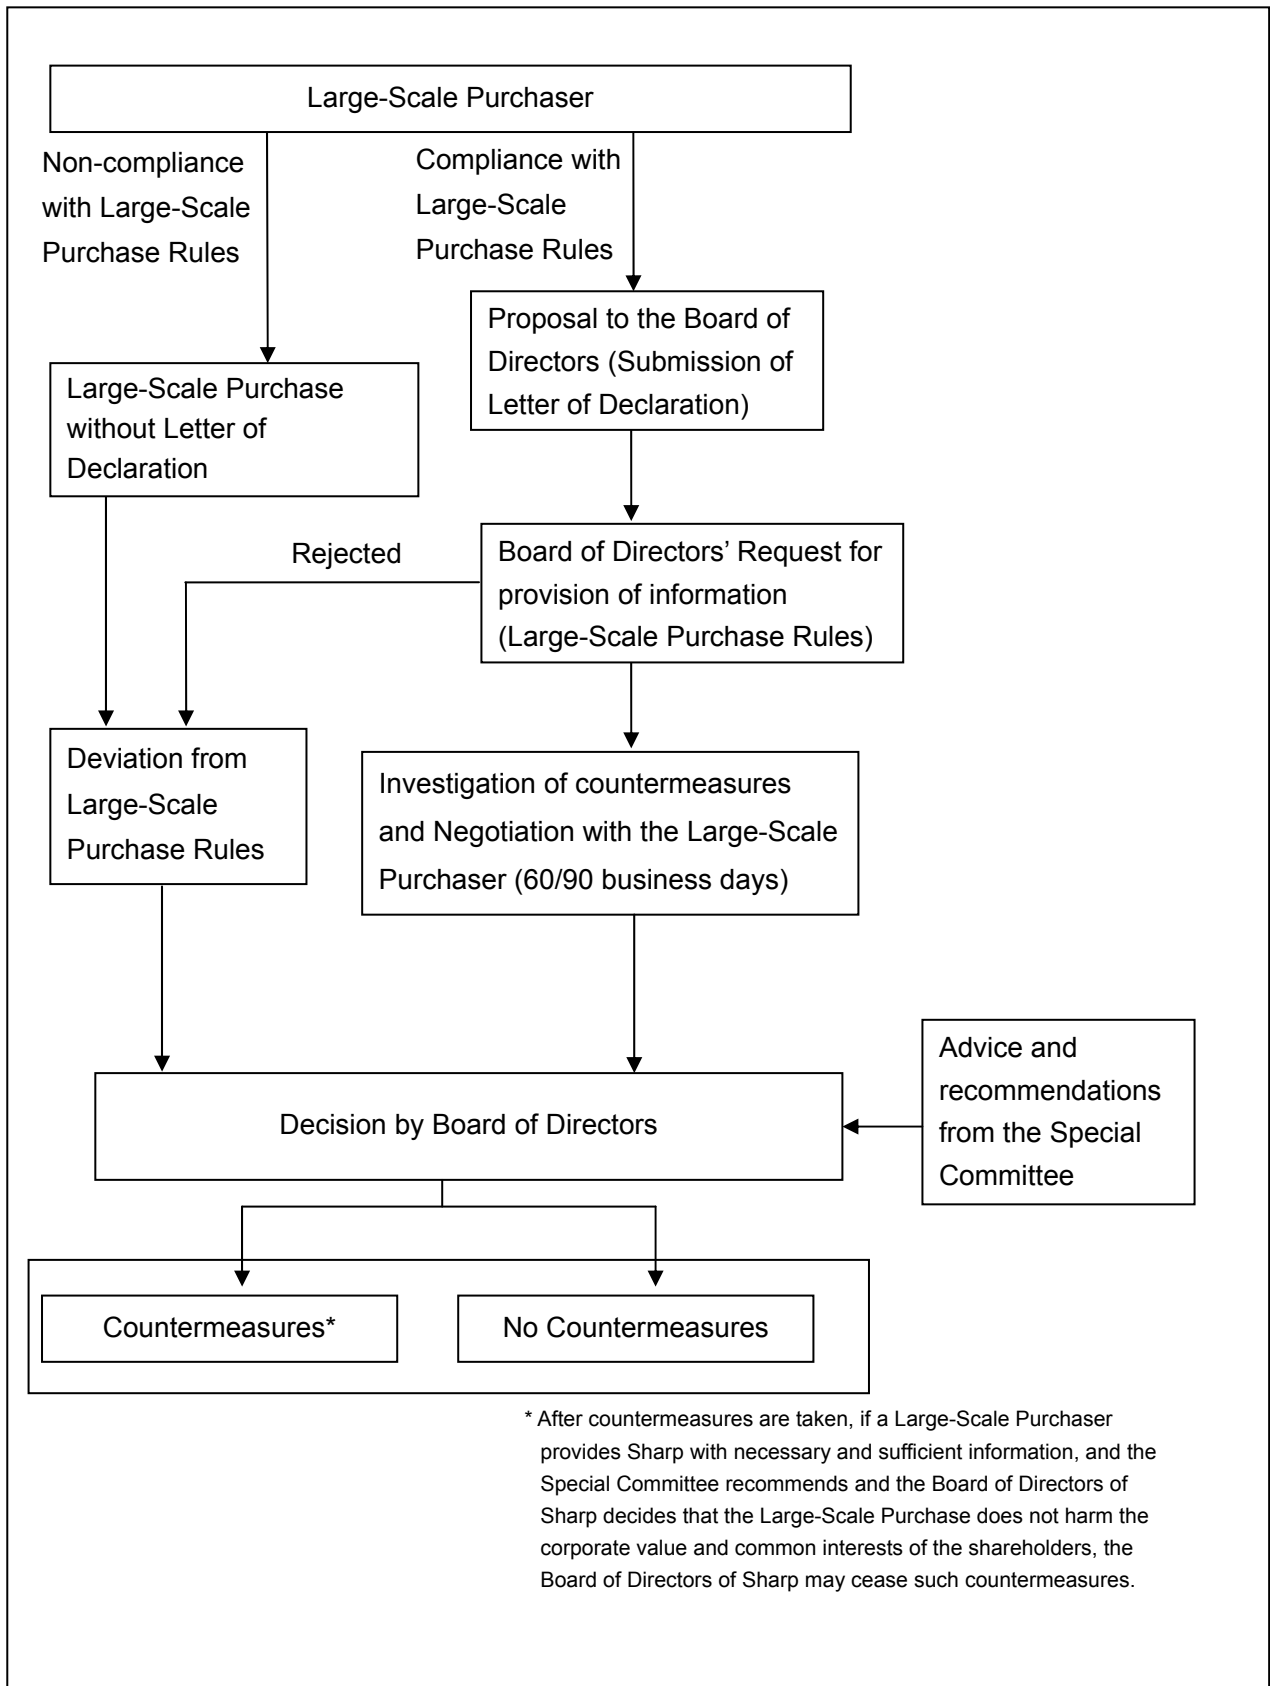 Large-Scale Purchaser
Non-compliance
with Large-Scale
Purchase Rules
Compliance with
Large-Scale
Purchase Rules
Proposal to the Board of
Directors (Submission of
Letter of Declaration)
Large-Scale Purchase
without Letter of
Declaration
Rejected
Board of Directors’ Request for
provision of information
(Large-Scale Purchase Rules)
Deviation from
Large-Scale
Purchase Rules
Investigation of countermeasures
and Negotiation with the Large-Scale
Purchaser (60/90 business days)
Advice and
recommendations
from the Special
Committee
Decision by Board of Directors
Countermeasures*
No Countermeasures
* After countermeasures are taken, if a Large-Scale Purchaser
provides Sharp with necessary and sufficient information, and the
Special Committee recommends and the Board of Directors of
Sharp decides that the Large-Scale Purchase does not harm the
corporate value and common interests of the shareholders, the
Board of Directors of Sharp may cease such countermeasures.